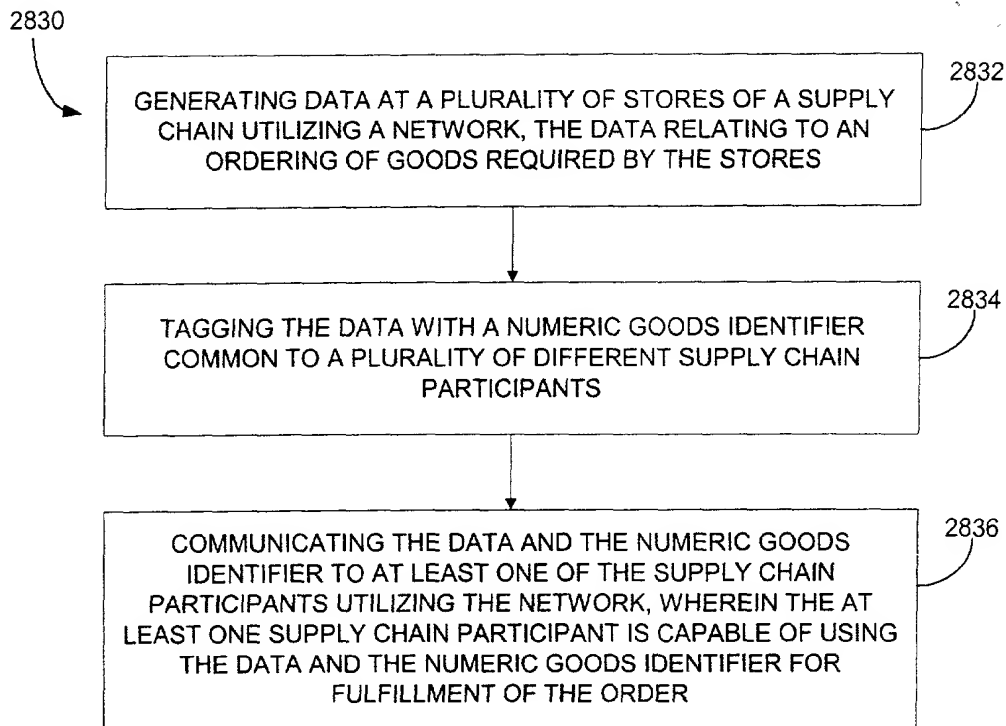 2830
2832
GENERATING DATA AT A PLURALITY OF STORES OF A SUPPLY
CHAIN UTILIZING A NETWORK, THE DATA RELATING TO AN
ORDERING OF GOODS REQUIRED BY THE STORES
2834
TAGGING THE DATA WITH A NUMERIC GOODS IDENTIFIER
COMMON TO A PLURALITY OF DIFFERENT SUPPLY CHAIN
PARTICIPANTS
2836
COMMUNICATING THE DATA AND THE NUMERIC GOODS
IDENTIFIER TO AT LEAST ONE OF THE SUPPLY CHAIN
PARTICIPANTS UTILIZING THE NETWORK, WHEREIN THE AT
LEAST ONE SUPPLY CHAIN PARTICIPANT IS CAPABLE OF USING
THE DATA AND THE NUMERIC GOODS IDENTIFIER FOR
FULFILLMENT OF THE ORDER